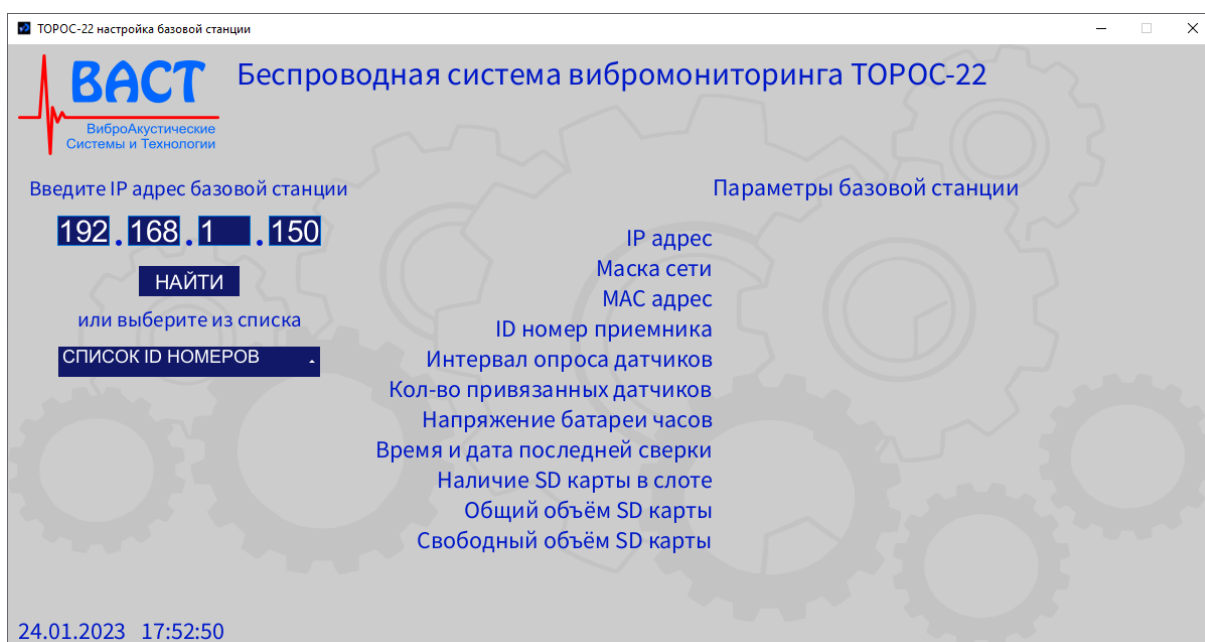 ТОРОС-22 настройка базовой станции
ВАСТ
ВиброАкустические
Системы и Технологии
Беспроводная система вибромониторинга ТОРОС-22
Введите IP адрес базовой станции
192.168.1.150
НАЙТИ
или выберите из списка
СПИСОК ID НОМЕРОВ
Параметры базовой станции
IP адрес
Маска сети
MAC адрес
ID номер приемника
Интервал опроса датчиков
Кол-во привязанных датчиков
Напряжение батареи часов
Время и дата последней сверки
Наличие SD карты в слоте
Общий объём SD карты
Свободный объём SD карты
24.01.2023 17:52:50